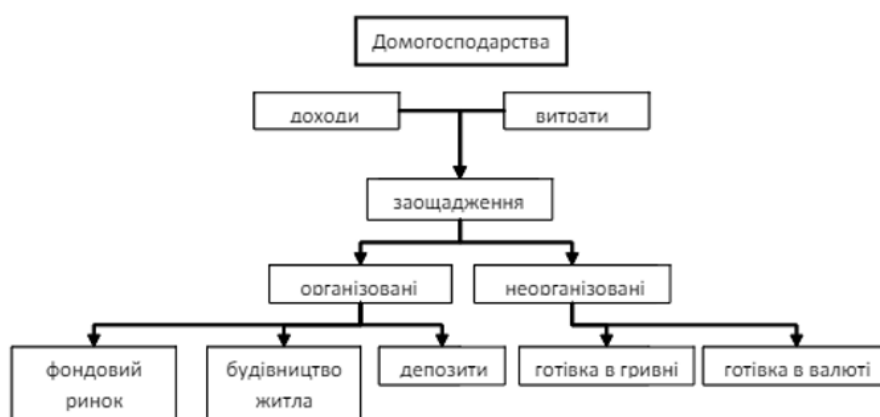 Домогосподарства
доходи
витрати
заощадження
організовані
неорганізовані
фондовий
ринок
будівництво
житла
депозити
готівка в гривні
готівка в валюті